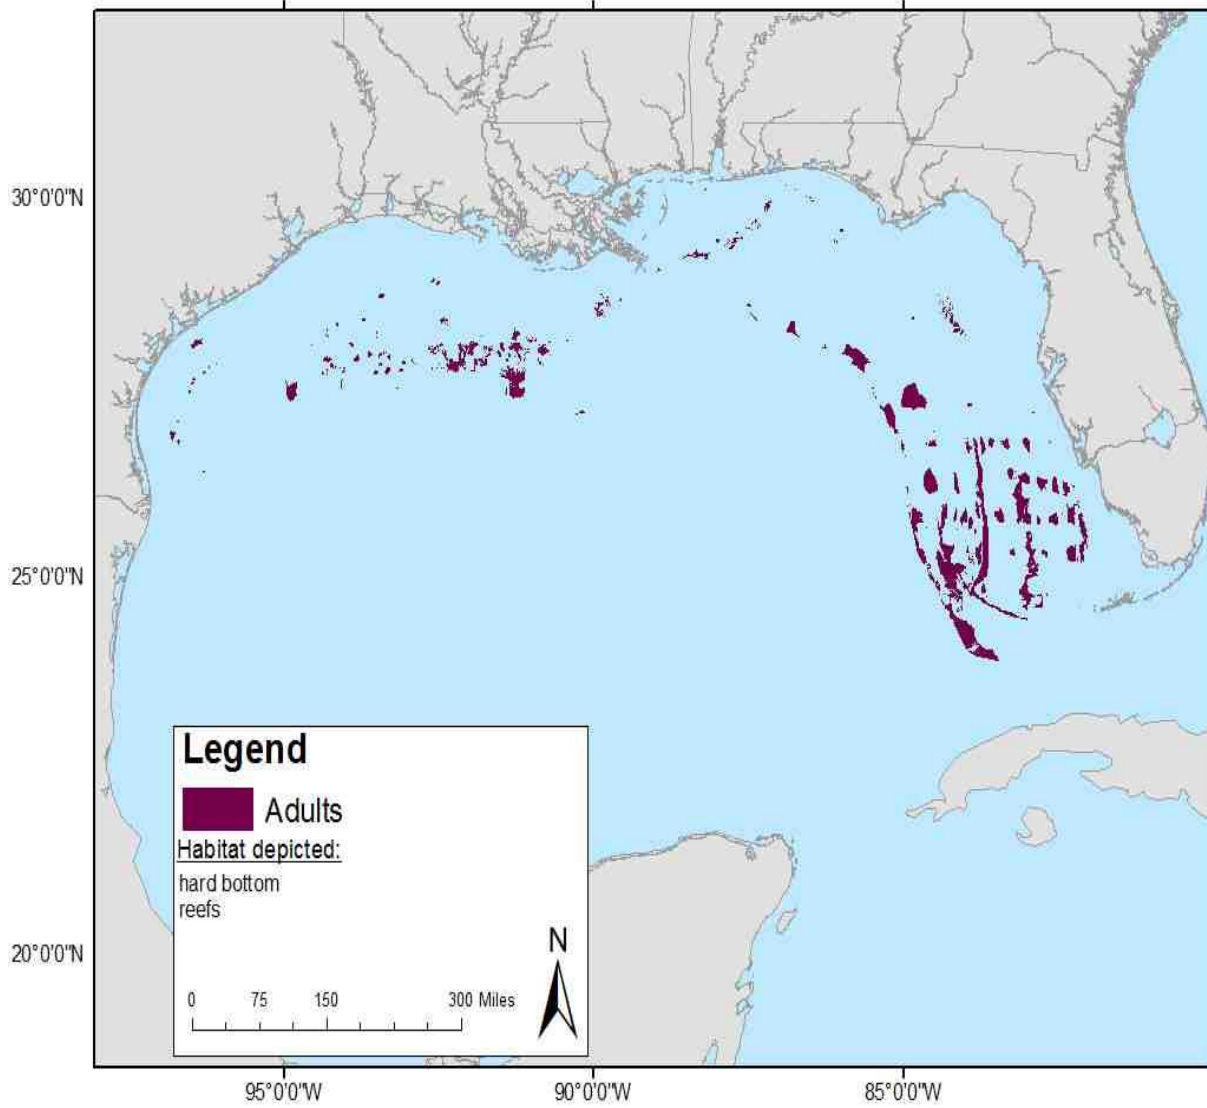 30°0'0"N
25°0'0"N
Legend
Adults
Habitat depicted:
hard bottom
reefs
20°0'0"N
N
0 75 150 300 Miles
95°0'0"W 90°0'0"W 85°0'0"W